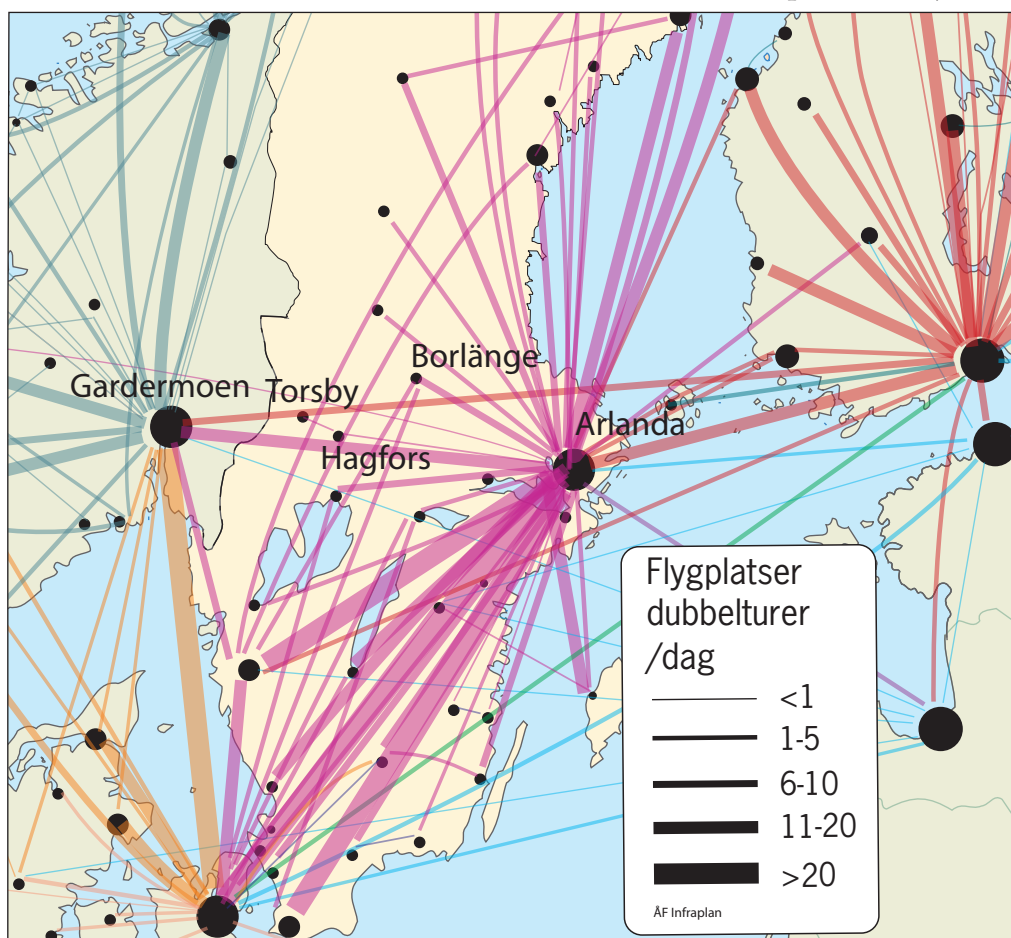 Borlänge
Gardermoen
Torsby
Arlanda
Hagfors
Flygplatser
dubbelturer
/dag
<1
1-5
6-10
11-20
>20
ÅF Infraplan